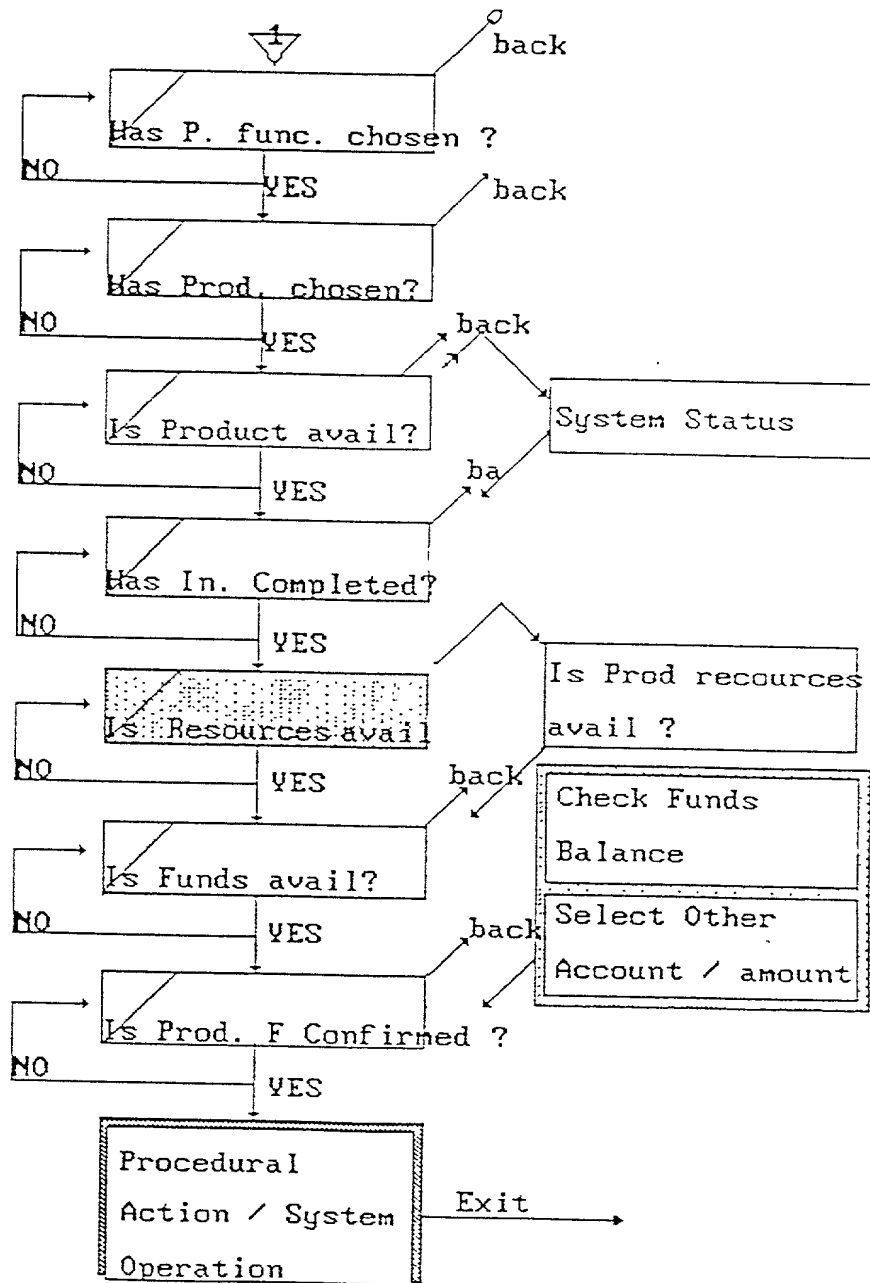 1
back
Has P. func. chosen ?
NO
YES
back
Has Prod. chosen?
NO
YES
back
Is Product avail?
System Status
NO
YES
ba
Has In. Completed?
NO
YES
Is Resources avail
Is Prod recources
avail ?
NO
YES
back
Check Funds
Balance
Is Funds avail?
Select Other
Account / amount
NO
YES
back
Is Prod. F Confirmed ?
NO
YES
Procedural
Action / System
Operation
Exit